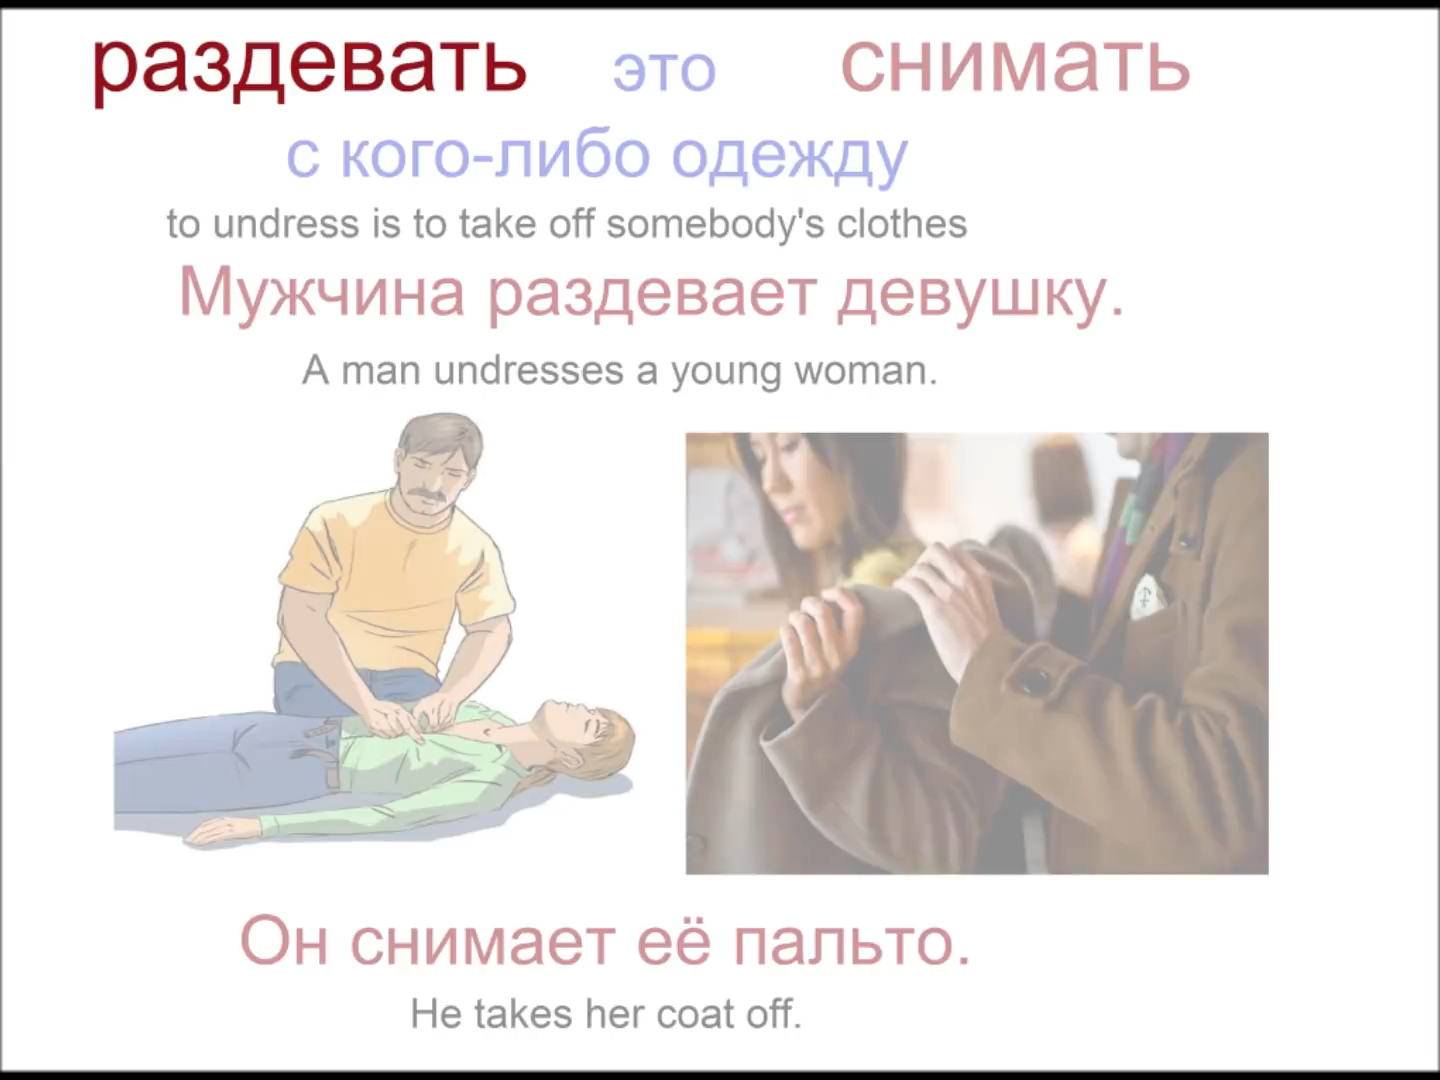 раздевать это снимать
с кого-либо одежду
to undress is to take off somebody's clothes
Мужчина раздевает девушку.
A man undresses a young woman.
Он снимает её пальто.
He takes her coat off.